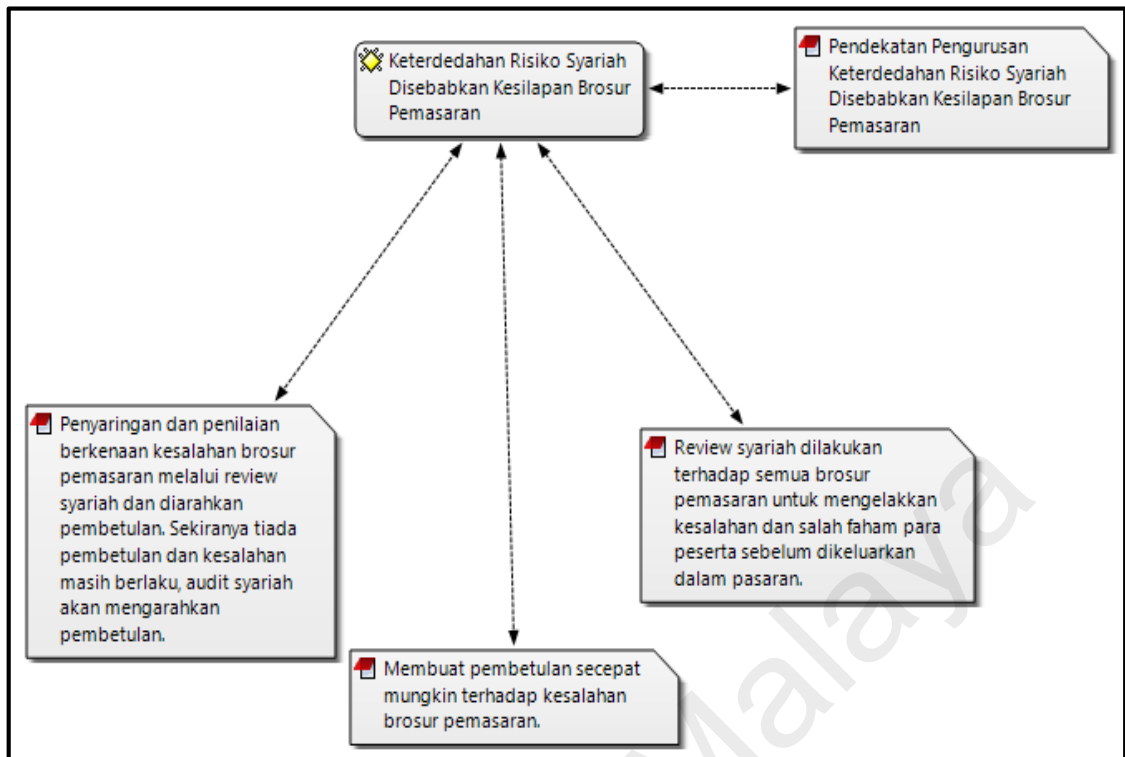 Keterdedahan Risiko Syariah
Disebabkan Kesilapan Brosur
Pemasaran
Pendekatan Pengurusan
Keterdedahan Risiko Syariah
Disebabkan Kesilapan Brosur
Pemasaran
Penyaringan dan penilaian
berkenaan kesalahan brosur
pemasaran melalui review
syariah dan diarahkan
pembetulan. Sekiranya tiada
pembetulan dan kesalahan
masih berlaku, audit syariah
akan mengarahkan
pembetulan.
Review syariah dilakukan
terhadap semua brosur
pemasaran untuk mengelakkan
kesalahan dan salah faham para
peserta sebelum dikeluarkan
dalam pasaran.
Membuat pembetulan secepat
mungkin terhadap kesalahan
brosur pemasaran.
Malaya